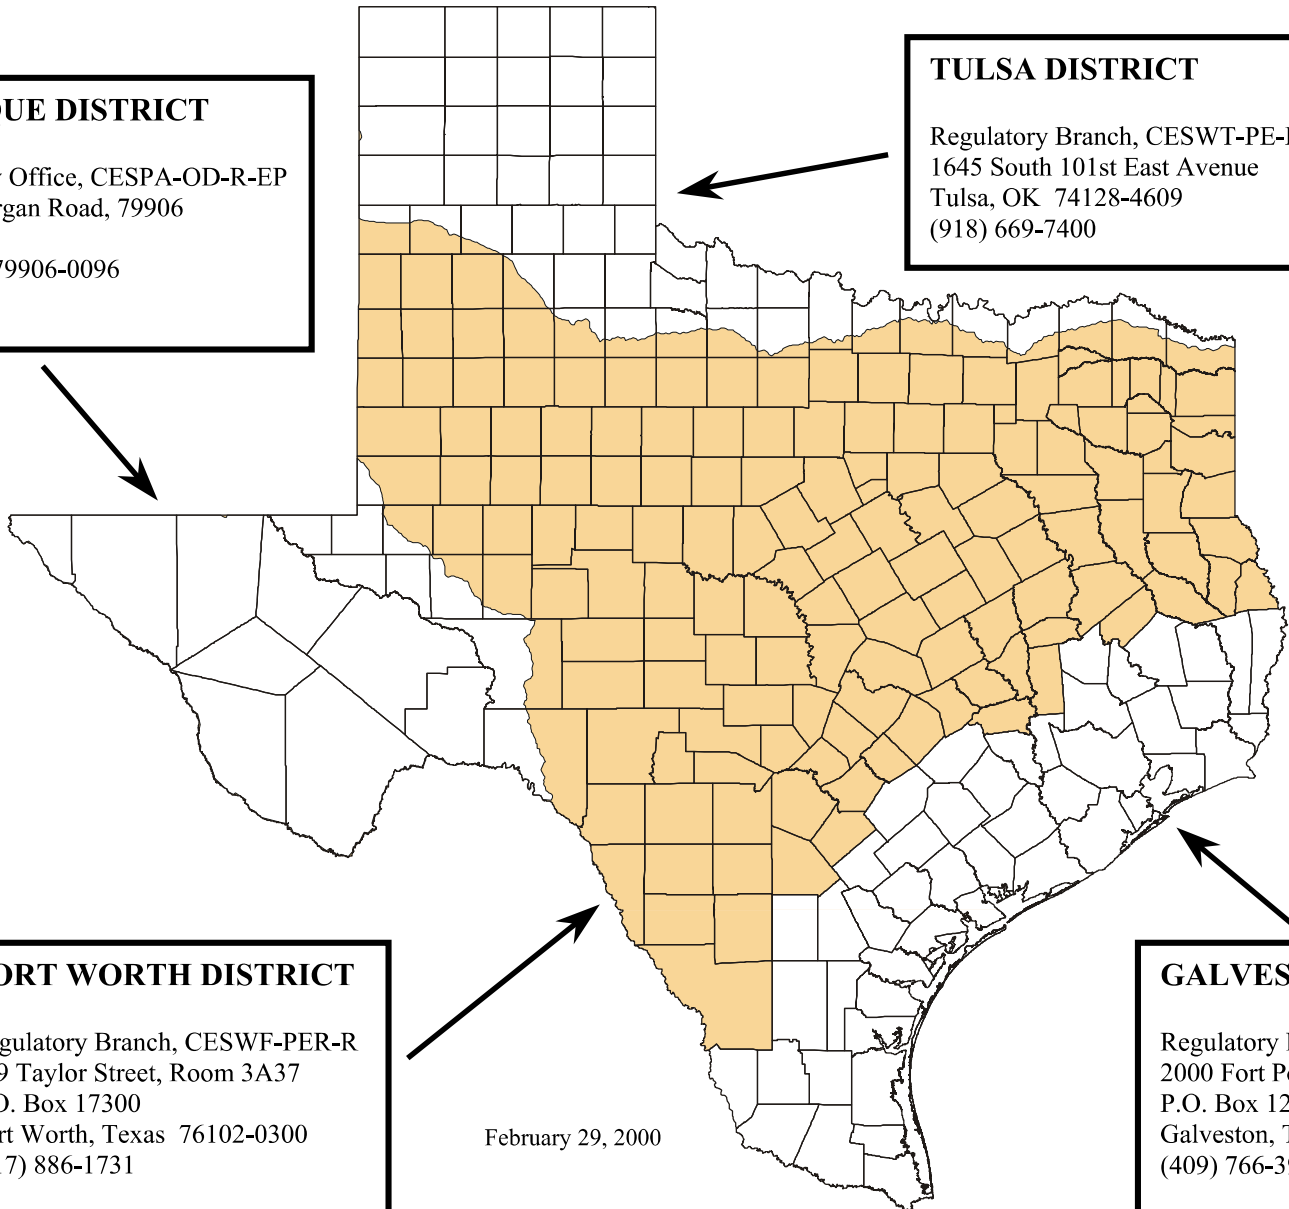 DUE DISTRICT
Office, CESPA-OD-R-EP
rgan Road, 79906
79906-0096
TULSA DISTRICT
Regulatory Branch, CESWT-PE-
1645 South 101st East Avenue
Tulsa, OK 74128-4609
(918) 669-7400
ORT WORTH DISTRICT
gulatory Branch, CESWF-PER-R
9 Taylor Street, Room 3A37
O. Box 17300
rt Worth, Texas 76102-0300
7) 886-1731
February 29, 2000
GALVES
Regulatory
2000 Fort Po
P.O. Box 12
Galveston, T
(409) 766-39